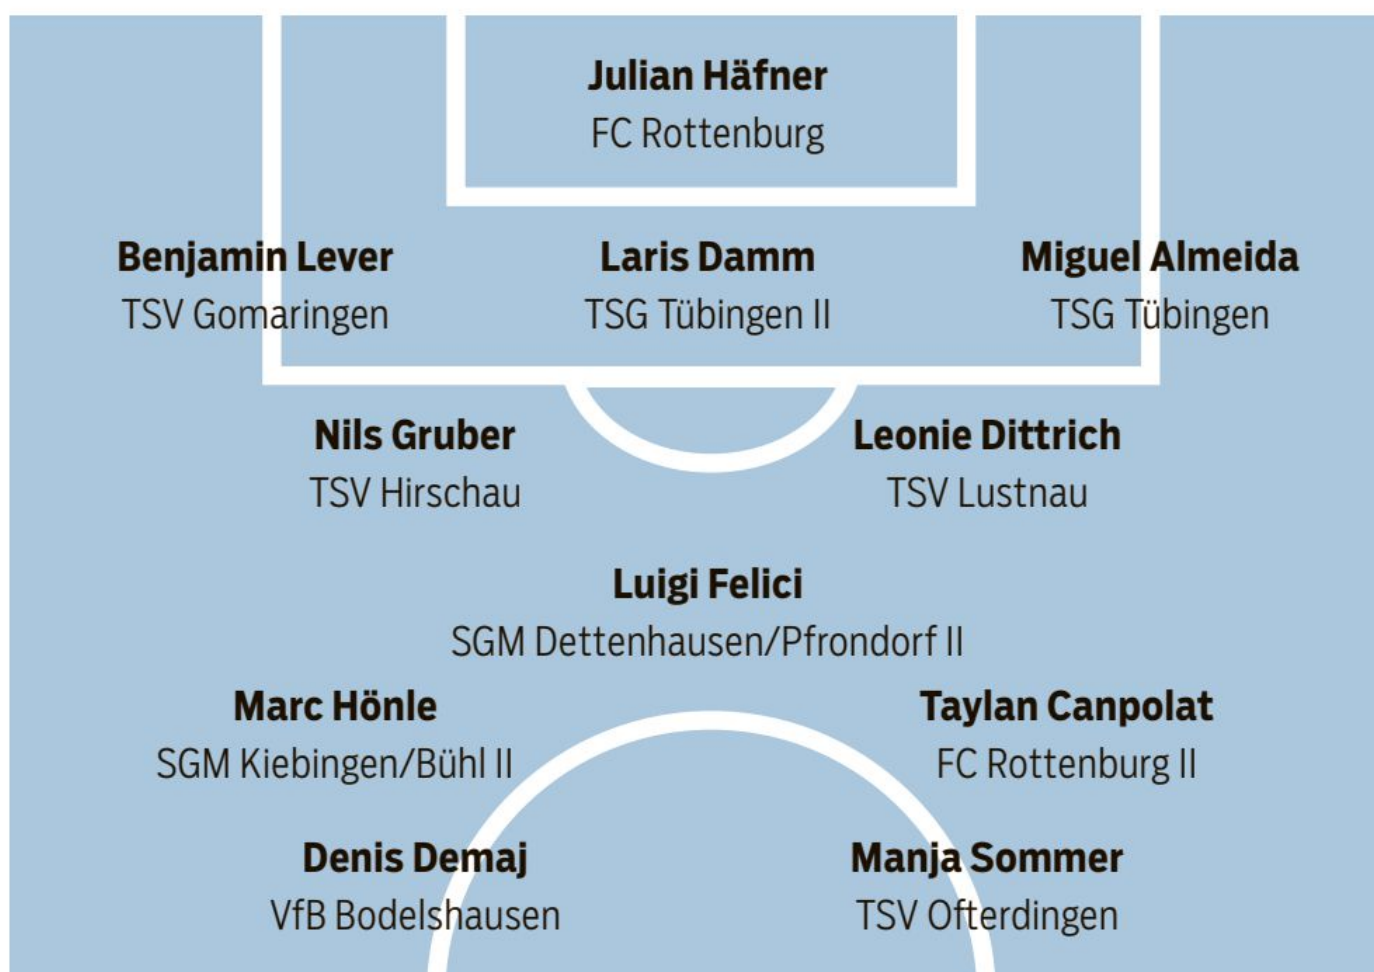 Julian Häfner
FC Rottenburg
Benjamin Lever
TSV Gomaringen
Laris Damm
TSG Tübingen II
Miguel Almeida
TSG Tübingen
Nils Gruber
TSV Hirschau
Leonie Dittrich
TSV Lustnau
Luigi Felici
SGM Dettenhausen/Pfrondorf II
Marc Hönle
SGM Kiebingen/Bühl II
Taylan Canpolat
FC Rottenburg II
Denis Demaj
VfB Bodelshausen
Manja Sommer
TSV Ofterdingen